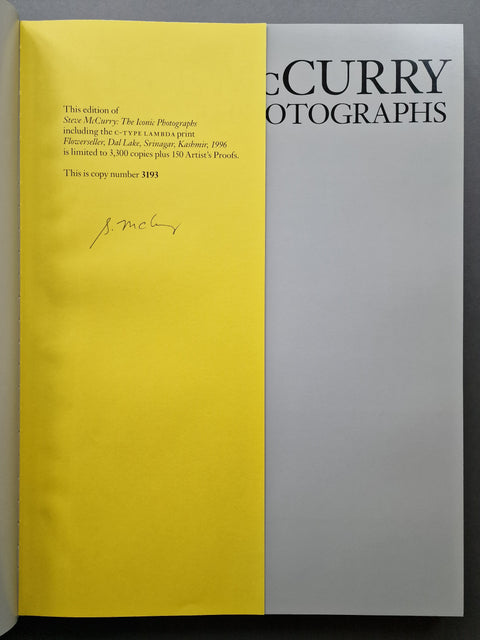 This edition of
Steve McCurry: The Iconic Photographs
including the C-TYPE LAMBDA print
Flowerseller, Dal Lake, Srinagar, Kashmir, 1996
is limited to 3,300 copies plus 150 Artist's Proofs.
This is copy number 3193
S. McCurry
cCURRY
OTOGRAPHS